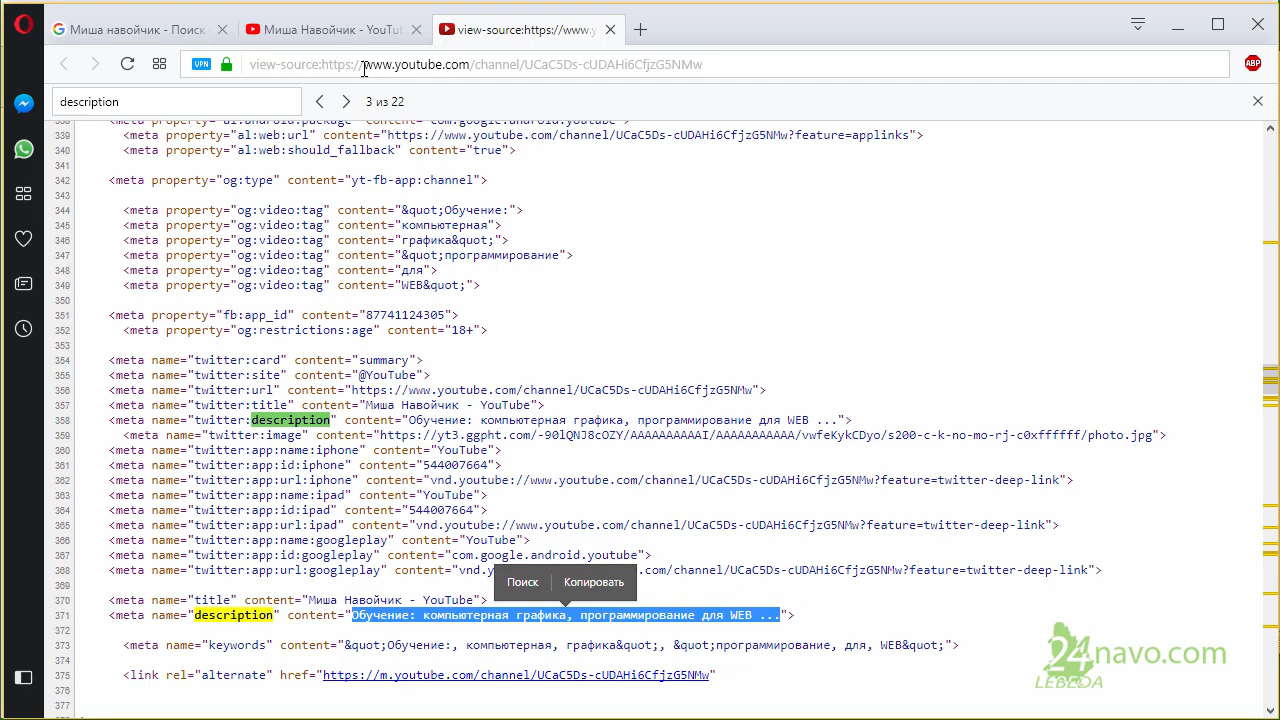 Миша навойчик - Поиск
Миша Навойчик - YouTu
view-source:https://www.y
VPN
view-source:https://www.youtube.com/channel/UCaC5Ds-cUDAHi6CfjzG5NMw
ABP
description
3 из 22
338 <meta property="al:android:package" content="com.google.android.youtube">
339 <meta property="al:web:url" content="https://www.youtube.com/channel/UCaC5Ds-cUDAHi6CfjzG5NMw?feature=applinks">
340 <meta property="al:web:should_fallback" content="true">
341
342 <meta property="og:type" content="yt-fb-app:channel">
343
344 <meta property="og:video:tag" content="&quot;Обучение:">
345 <meta property="og:video:tag" content="компьютерная">
346 <meta property="og:video:tag" content="графика&quot;">
347 <meta property="og:video:tag" content="&quot;программирование">
348 <meta property="og:video:tag" content="для">
349 <meta property="og:video:tag" content="WEB&quot;">
350
351 <meta property="fb:app_id" content="87741124305">
352 <meta property="og:restrictions:age" content="18+">
353
354 <meta name="twitter:card" content="summary">
355 <meta name="twitter:site" content="@YouTube">
356 <meta name="twitter:url" content="https://www.youtube.com/channel/UCaC5Ds-cUDAHi6CfjzG5NMw">
357 <meta name="twitter:title" content="Миша Навойчик - YouTube">
358 <meta name="twitter:description" content="Обучение: компьютерная графика, программирование для WEB ...">
359 <meta name="twitter:image" content="https://yt3.ggpht.com/-90lQNJ8cOZY/AAAAAAAAAAI/AAAAAAAAAAA/vwfeKykCDyo/s200-c-k-no-mo-rj-c0xffffff/photo.jpg">
360 <meta name="twitter:app:name:iphone" content="YouTube">
361 <meta name="twitter:app:id:iphone" content="544007664">
362 <meta name="twitter:app:url:iphone" content="vnd.youtube://www.youtube.com/channel/UCaC5Ds-cUDAHi6CfjzG5NMw?feature=twitter-deep-link">
363 <meta name="twitter:app:name:ipad" content="YouTube">
364 <meta name="twitter:app:id:ipad" content="544007664">
365 <meta name="twitter:app:url:ipad" content="vnd.youtube://www.youtube.com/channel/UCaC5Ds-cUDAHi6CfjzG5NMw?feature=twitter-deep-link">
366 <meta name="twitter:app:name:googleplay" content="YouTube">
367 <meta name="twitter:app:id:googleplay" content="com.google.android.youtube">
368 <meta name="twitter:app:url:googleplay" content="vnd.y .com/channel/UCaC5Ds-cUDAHi6CfjzG5NMw?feature=twitter-deep-link">
Поиск Копировать
369
370 <meta name="title" content="Миша Навойчик - YouTube">
371 <meta name="description" content="Обучение: компьютерная графика, программирование для WEB ...">
372
373 <meta name="keywords" content="&quot;Обучение:, компьютерная, графика&quot;, &quot;программирование, для, WEB&quot;">
374
375 <link rel="alternate" href="https://m.youtube.com/channel/UCaC5Ds-cUDAHi6CfjzG5NMw"
376
377
24navo.com
LEBEDA